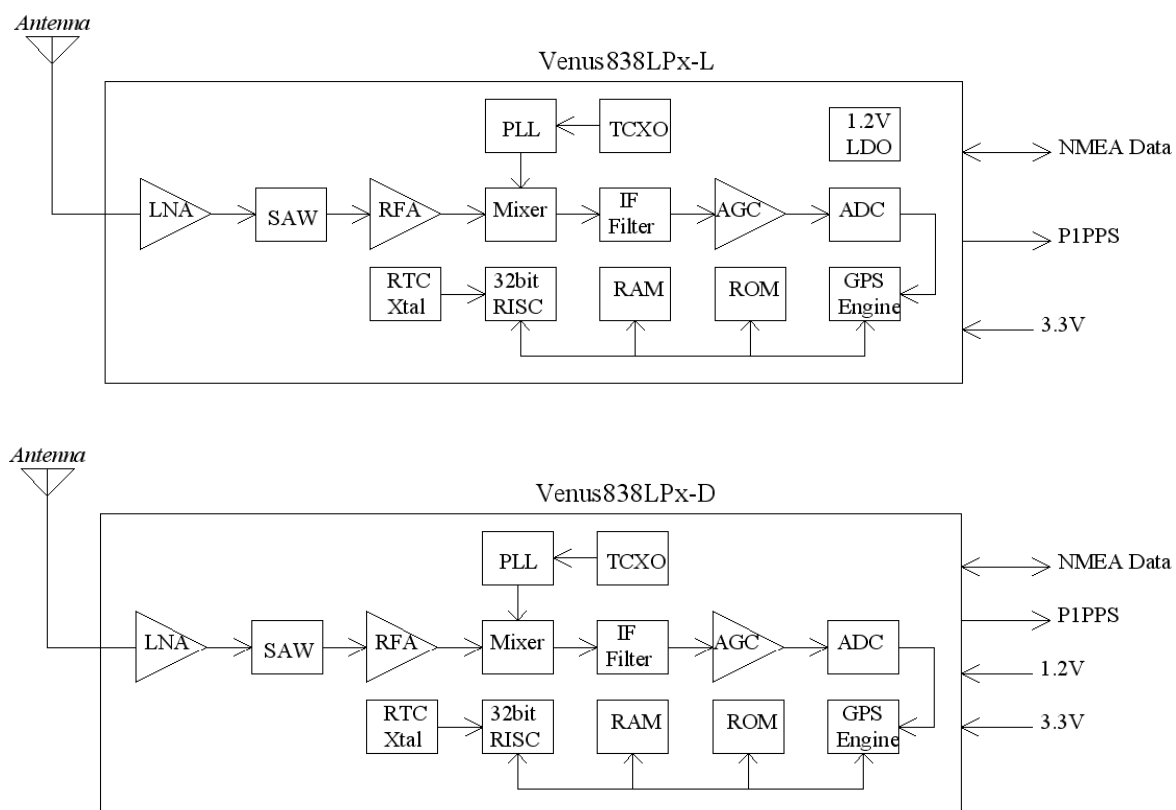 Antenna
Venus838LPx-L
PLL
TCXO
1.2V
LDO
NMEA Data
LNA
SAW
RFA
Mixer
IF
Filter
AGC
ADC
P1PPS
RTC
Xtal
32bit
RISC
RAM
ROM
GPS
Engine
3.3V
Antenna
Venus838LPx-D
PLL
TCXO
NMEA Data
LNA
SAW
RFA
Mixer
IF
Filter
AGC
ADC
P1PPS
1.2V
RTC
Xtal
32bit
RISC
RAM
ROM
GPS
Engine
3.3V